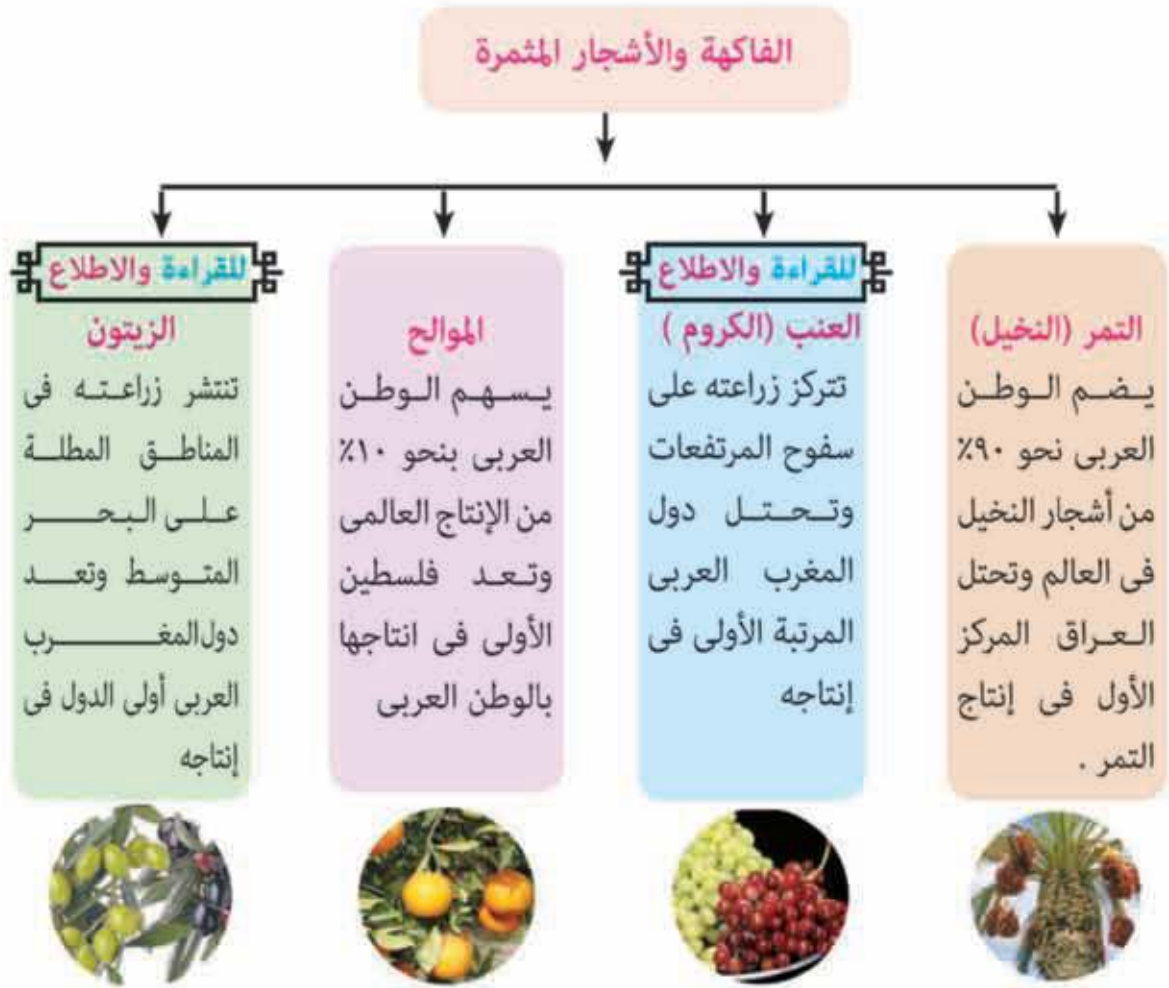 الفاكهة والأشجار المثمرة
التمر (النخيل)
يضم الوطن
العربى نحو ٩٠٪
من أشجار النخيل
فى العالم وتحتل
العراق المركز
الأول فى إنتاج
التمر .
للقراءة والاطلاع
العنب (الكروم )
تتركز زراعته على
سفوح المرتفعات
وتحتل دول
المغرب العربى
المرتبة الأولى فى
إنتاجه
الموالح
يسهم الوطن
العربى بنحو ١٠٪
من الإنتاج العالمى
وتعد فلسطين
الأولى فى انتاجها
بالوطن العربى
للقراءة والاطلاع
الزيتون
تنتشر زراعته فى
المناطق المطلة
على البحر
المتوسط وتعد
دول المغرب
العربى أولى الدول فى
إنتاجه